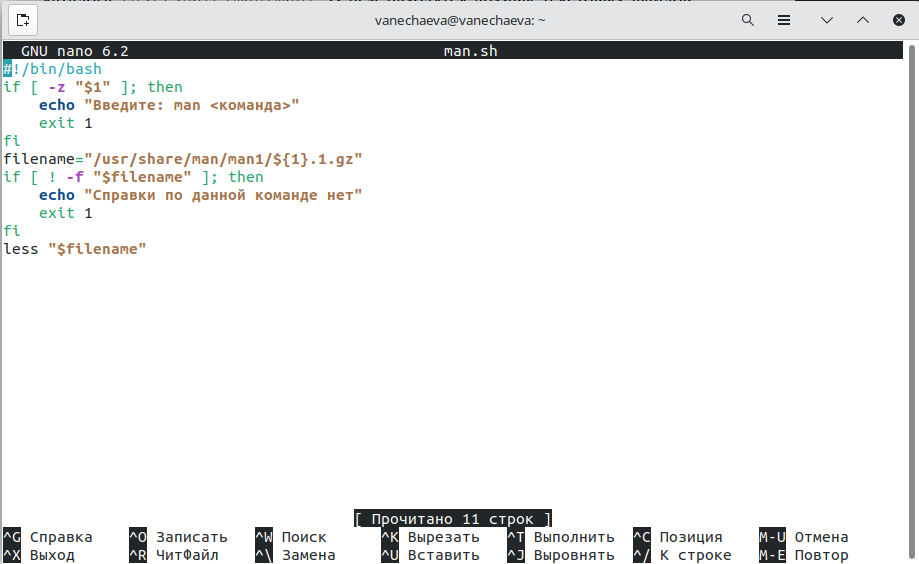 vanechaeva@vanechaeva: ~
GNU nano 6.2 man.sh
#!/bin/bash
if [ -z "$1" ]; then
    echo "Введите: man <команда>"
    exit 1
fi
filename="/usr/share/man/man1/${1}.1.gz"
if [ ! -f "$filename" ]; then
    echo "Справки по данной команде нет"
    exit 1
fi
less "$filename"
[ Прочитано 11 строк ]
^G Справка ^O Записать ^W Поиск ^K Вырезать ^T Выполнить ^C Позиция M-U Отмена
^X Выход ^R ЧитФайл ^\ Замена ^U Вставить ^J Выровнять ^/ К строке M-E Повтор